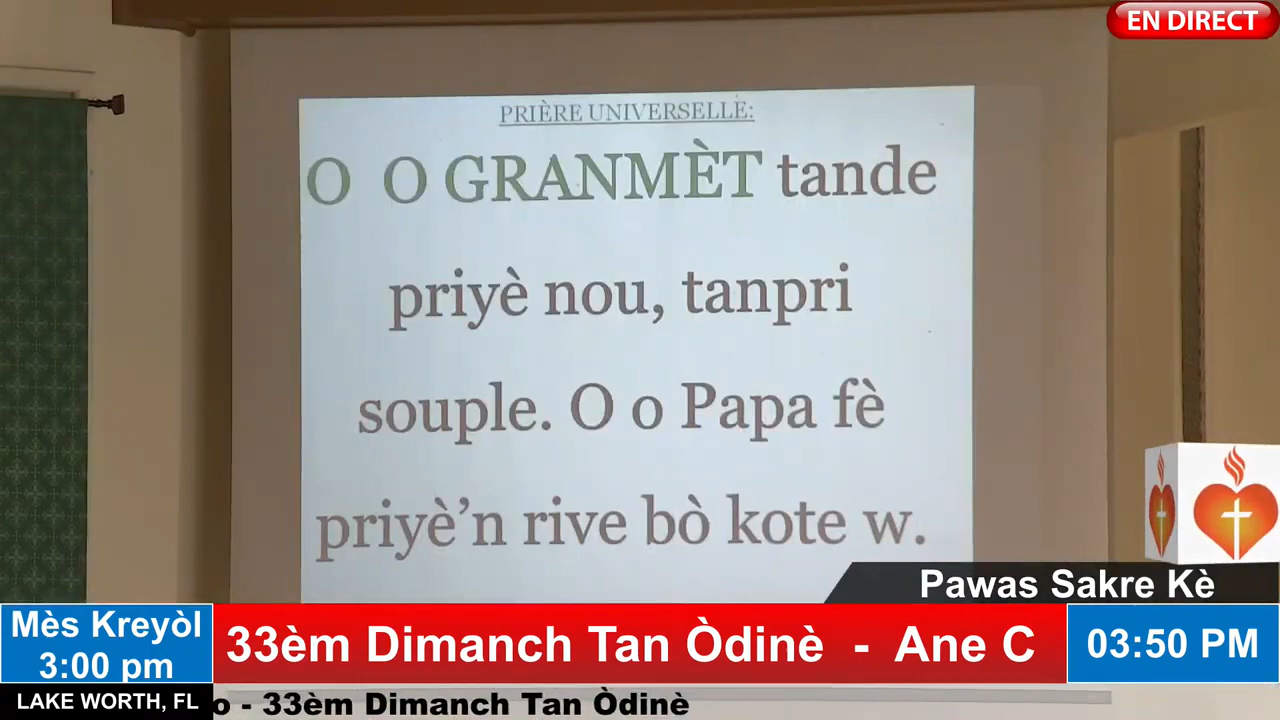 EN DIRECT
PRIÈRE UNIVERSELLE:
O O GRANMÈT tande
priyè nou, tanpri
souple. O o Papa fè
priyè’n rive bò kote w.
Pawas Sakre Kè
Mès Kreyòl
3:00 pm
33èm Dimanch Tan Òdinè - Ane C
03:50 PM
LAKE WORTH, FL
o - 33èm Dimanch Tan Òdinè